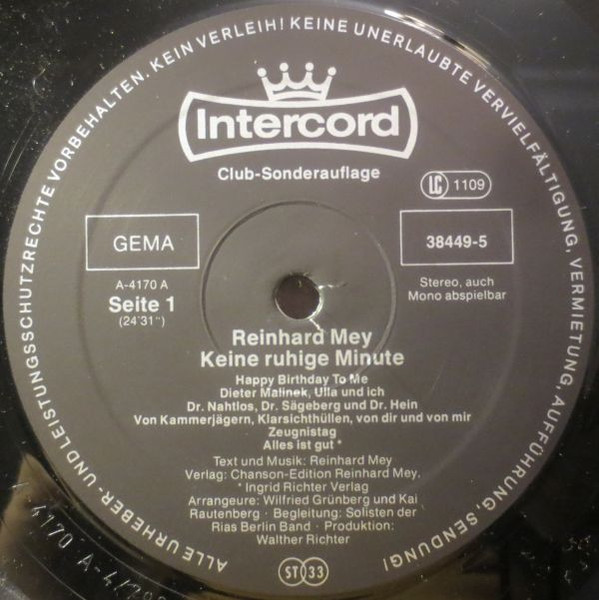 ALLE URHEBER- UND LEISTUNGSSCHUTZRECHTE VORBEHALTEN. KEIN VERLEIH! KEINE UNERLAUBTE VERVIELFÄLTIGUNG, VERMIETUNG, AUFFÜHRUNG, SENDUNG!
Intercord
Club-Sonderauflage
LC 1109
GEMA
38449-5
A-4170 A
Seite 1
(24'31")
Stereo, auch
Mono abspielbar
Reinhard Mey
Keine ruhige Minute
Happy Birthday To Me
Dieter Malinek, Ulla und ich
Dr. Nahtlos, Dr. Sägeberg und Dr. Hein
Von Kammerjägern, Klarsichthüllen, von dir und von mir
Zeugnistag
Alles ist gut *
Text und Musik: Reinhard Mey
Verlag: Chanson-Edition Reinhard Mey.
* Ingrid Richter Verlag
Arrangeure: Wilfried Grünberg und Kai
Rautenberg · Begleitung: Solisten der
Rias Berlin Band · Produktion:
Walther Richter
ST 33
4170 A-4/79